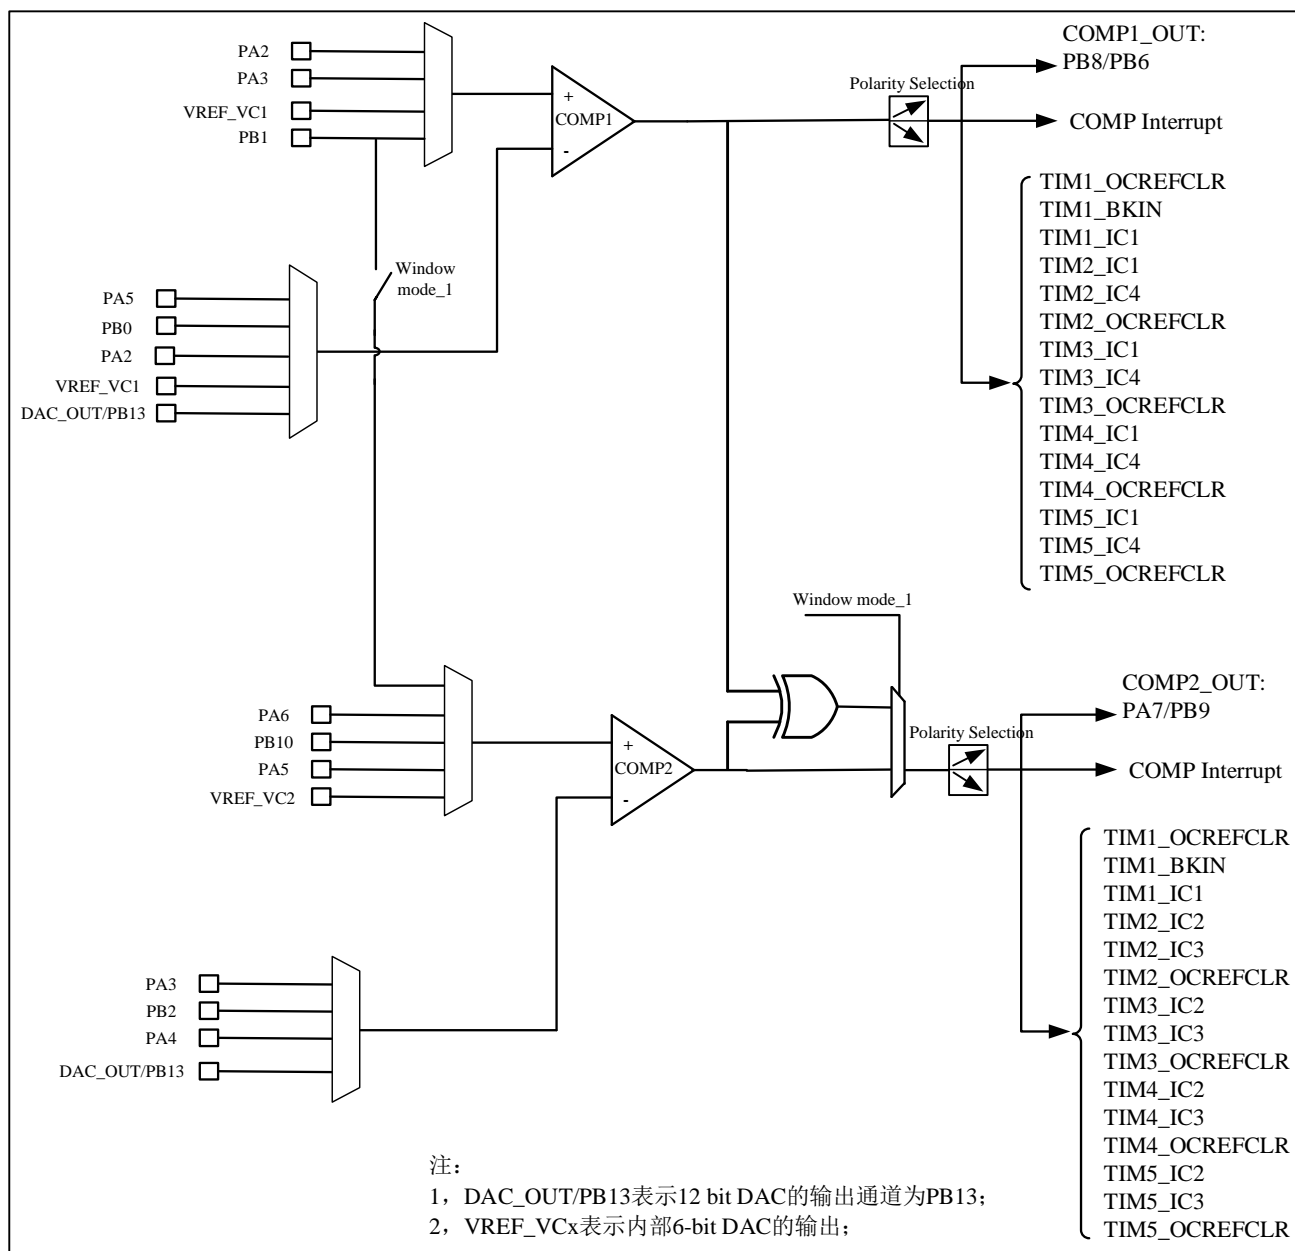 PA2
PA3
VREF_VC1
PB1
+
COMP1
-
Polarity Selection
COMP1_OUT:
PB8/PB6
COMP Interrupt
TIM1_OCREFCLR
TIM1_BKIN
TIM1_IC1
TIM2_IC1
TIM2_IC4
TIM2_OCREFCLR
TIM3_IC1
TIM3_IC4
TIM3_OCREFCLR
TIM4_IC1
TIM4_IC4
TIM4_OCREFCLR
TIM5_IC1
TIM5_IC4
TIM5_OCREFCLR
Window
mode_1
PA5
PB0
PA2
VREF_VC1
DAC_OUT/PB13
Window mode_1
PA6
PB10
PA5
VREF_VC2
+
COMP2
-
Polarity Selection
COMP2_OUT:
PA7/PB9
COMP Interrupt
TIM1_OCREFCLR
TIM1_BKIN
TIM1_IC1
TIM2_IC2
TIM2_IC3
TIM2_OCREFCLR
TIM3_IC2
TIM3_IC3
TIM3_OCREFCLR
TIM4_IC2
TIM4_IC3
TIM4_OCREFCLR
TIM5_IC2
TIM5_IC3
TIM5_OCREFCLR
PA3
PB2
PA4
DAC_OUT/PB13
注：
1，DAC_OUT/PB13表示12 bit DAC的输出通道为PB13；
2，VREF_VCx表示内部6-bit DAC的输出；